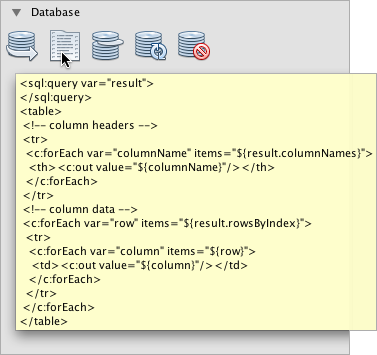 Database
<sql:query var="result">
</sql:query>
<table>
<!-- column headers -->
<tr>
<c:forEach var="columnName" items="${result.columnNames}">
<th><c:out value="${columnName}"/></th>
</c:forEach>
</tr>
<!-- column data -->
<c:forEach var="row" items="${result.rowsByIndex}">
<tr>
<c:forEach var="column" items="${row}">
<td><c:out value="${column}"/></td>
</c:forEach>
</tr>
</c:forEach>
</table>